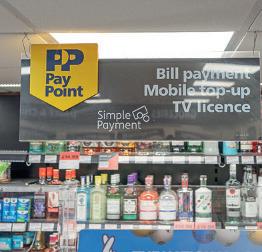 PP
Pay
Point
Simple
Payment
Bill payment
Mobile top-up
TV licence